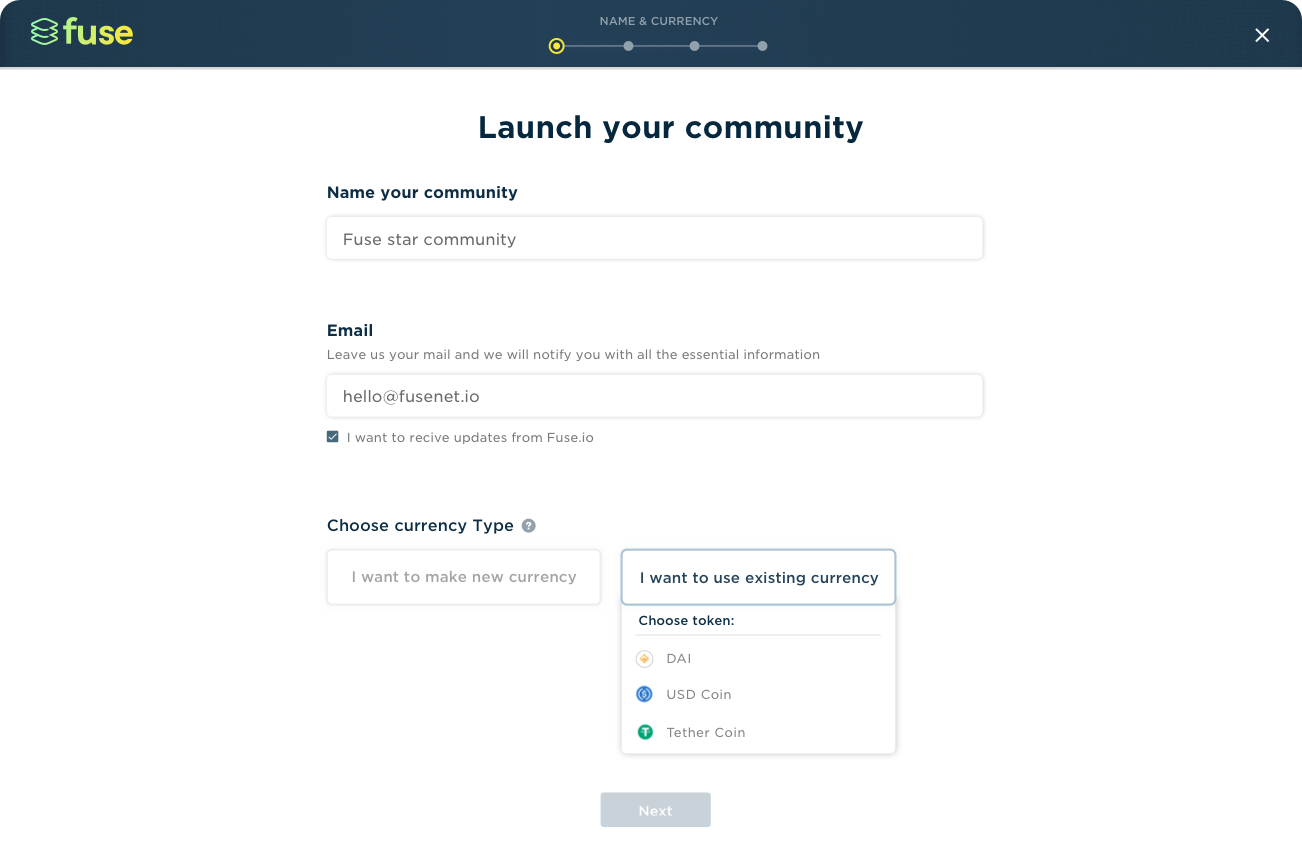 fuse
NAME & CURRENCY
Launch your community
Name your community
Fuse star community
Email
Leave us your mail and we will notify you with all the essential information
hello@fusenet.io
I want to recive updates from Fuse.io
Choose currency Type ?
I want to make new currency
I want to use existing currency
Choose token:
DAI
USD Coin
Tether Coin
Next